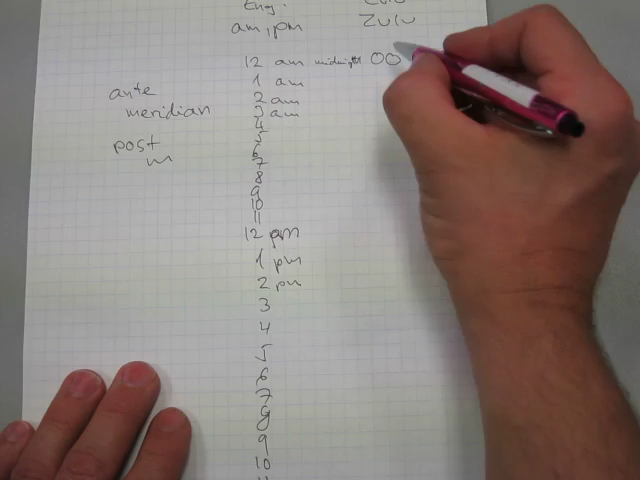 Eng. Zulu
am, pm Zulu
12 am midnight 00
1 am
ante
2 am
meridian
3 am
4
post
5
m
6
7
8
9
10
11
12 pm
1 pm
2 pm
3
4
5
6
7
8
9
10